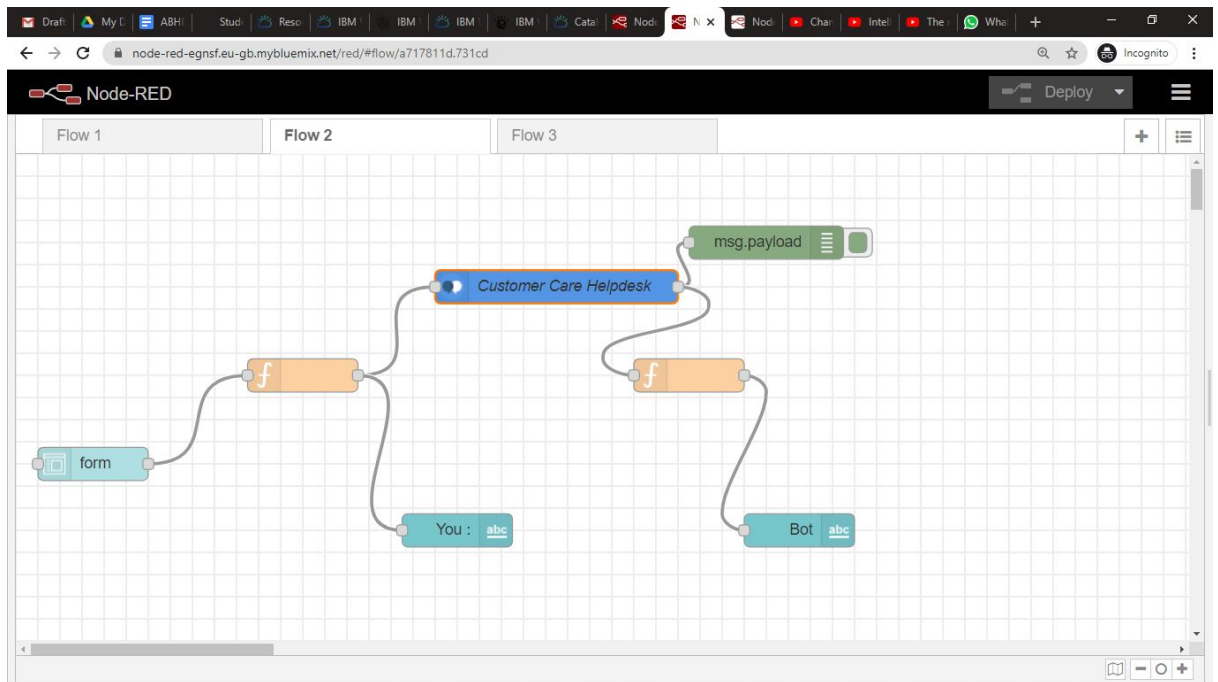 Draft My D ABHI Stud Reso IBM IBM IBM IBM Cata Node N Node Char Intell The Wha
node-red-egnsf.eu-gb.mybluemix.net/red/#flow/a717811d.731cd Incognito
Node-RED Deploy
Flow 1 Flow 2 Flow 3
msg.payload
Customer Care Helpdesk
f f
form
You : abc Bot abc